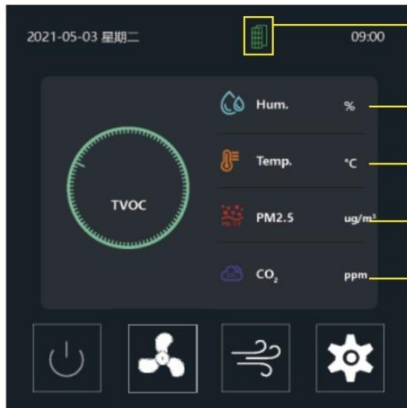 2021-05-03 星期二
09:00
Hum. %
Temp. °C
TVOC
PM2.5 ug/m³
CO₂ ppm